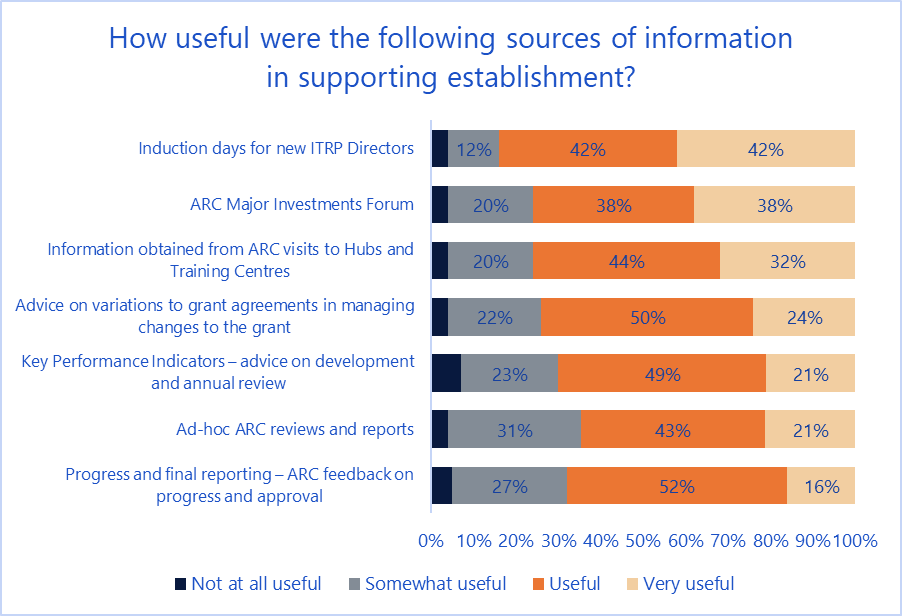 How useful were the following sources of information
in supporting establishment?
Induction days for new ITRP Directors
12% 42% 42%
ARC Major Investments Forum
20% 38% 38%
Information obtained from ARC visits to Hubs and
Training Centres
20% 44% 32%
Advice on variations to grant agreements in managing
changes to the grant
22% 50% 24%
Key Performance Indicators – advice on development
and annual review
23% 49% 21%
Ad-hoc ARC reviews and reports
31% 43% 21%
Progress and final reporting – ARC feedback on
progress and approval
27% 52% 16%
0% 10% 20% 30% 40% 50% 60% 70% 80% 90% 100%
Not at all useful Somewhat useful Useful Very useful